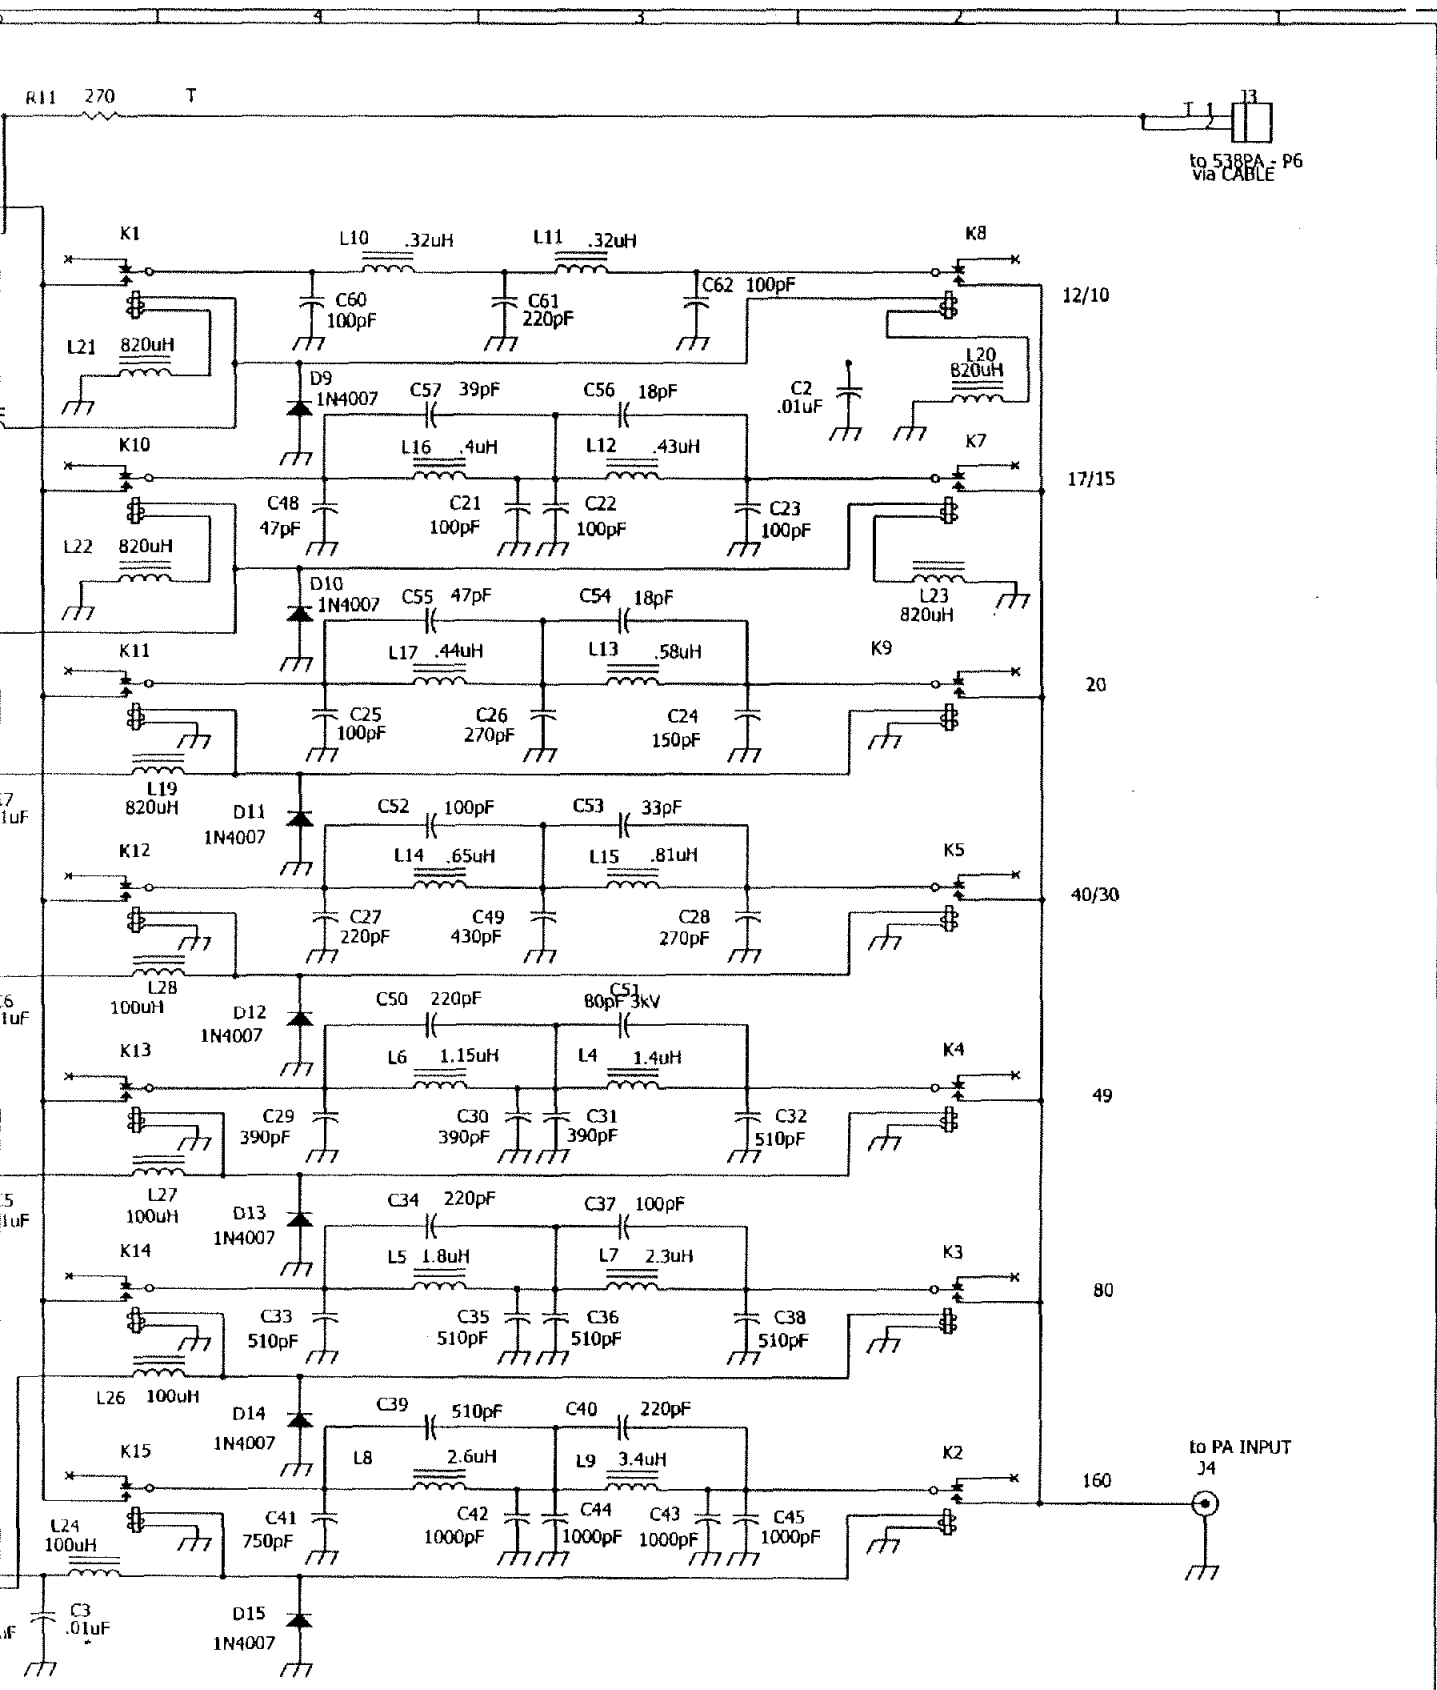 4 3 2
R11 270 T
J3
T 1
2
to 538PA - P6
via CABLE
K1 L10 .32uH L11 .32uH K8
C60 100pF
C61 220pF
C62 100pF
12/10
L21 820uH
L20 820uH
D9 1N4007
C57 39pF C56 18pF
C2 .01uF
K10 L16 .4uH L12 .43uH K7
C48 47pF
C21 100pF
C22 100pF
C23 100pF
17/15
L22 820uH
L23 820uH
D10 1N4007
C55 47pF C54 18pF
K11 L17 .44uH L13 .58uH K9
C25 100pF
C26 270pF
C24 150pF
20
L19 820uH
D11 1N4007
C52 100pF C53 33pF
1uF
K12 L14 .65uH L15 .81uH K5
C27 220pF
C49 430pF
C28 270pF
40/30
L28 100uH
D12 1N4007
C50 220pF C51 80pF 3kV
1uF
K13 L6 1.15uH L4 1.4uH K4
C29 390pF
C30 390pF
C31 390pF
C32 510pF
49
L27 100uH
D13 1N4007
C34 220pF C37 100pF
1uF
K14 L5 1.8uH L7 2.3uH K3
C33 510pF
C35 510pF
C36 510pF
C38 510pF
80
L26 100uH
D14 1N4007
C39 510pF C40 220pF
K15 L8 2.6uH L9 3.4uH K2
to PA INPUT
J4
C41 750pF
C42 1000pF
C44 1000pF
C43 1000pF
C45 1000pF
160
L24 100uH
C3 .01uF
D15 1N4007